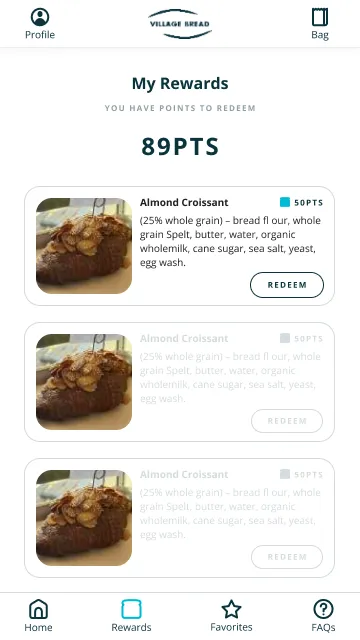 VILLAGE BREAD
Profile
Bag
My Rewards
YOU HAVE POINTS TO REDEEM
89PTS
Almond Croissant
50PTS
(25% whole grain) – bread fl our, whole
grain Spelt, butter, water, organic
wholemilk, cane sugar, sea salt, yeast,
egg wash.
REDEEM
Almond Croissant
50PTS
(25% whole grain) – bread fl our, whole
grain Spelt, butter, water, organic
wholemilk, cane sugar, sea salt, yeast,
egg wash.
REDEEM
Almond Croissant
50PTS
(25% whole grain) – bread fl our, whole
grain Spelt, butter, water, organic
wholemilk, cane sugar, sea salt, yeast,
egg wash.
REDEEM
Home
Rewards
Favorites
FAQs